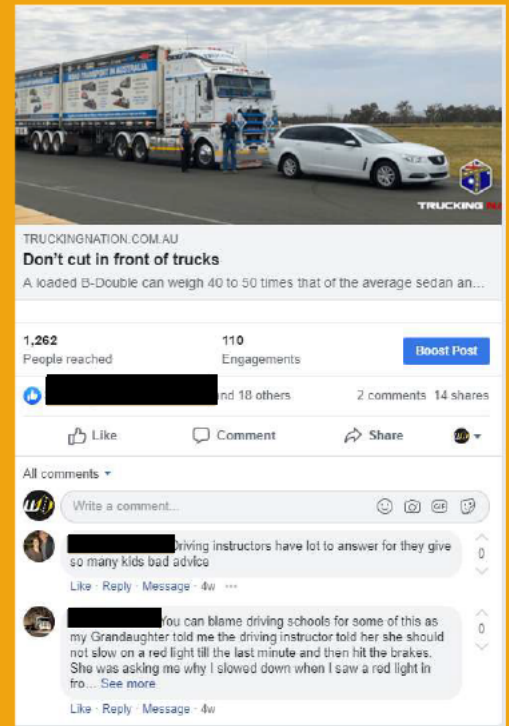 TRANSPORT IN AUSTRALIA
TRUCKING
TRUCKINGNATION.COM.AU
Don't cut in front of trucks
A loaded B-Double can weigh 40 to 50 times that of the average sedan an...
1,262
People reached
110
Engagements
Boost Post
and 18 others
2 comments 14 shares
Like
Comment
Share
All comments
Write a comment...
GIF
Driving instructors have lot to answer for they give
so many kids bad advice
0
Like · Reply · Message · 4w
You can blame driving schools for some of this as
my Grandaughter told me the driving instructor told her she should
not slow on a red light till the last minute and then hit the brakes.
She was asking me why I slowed down when I saw a red light in
fro... See more
0
Like · Reply · Message · 4w